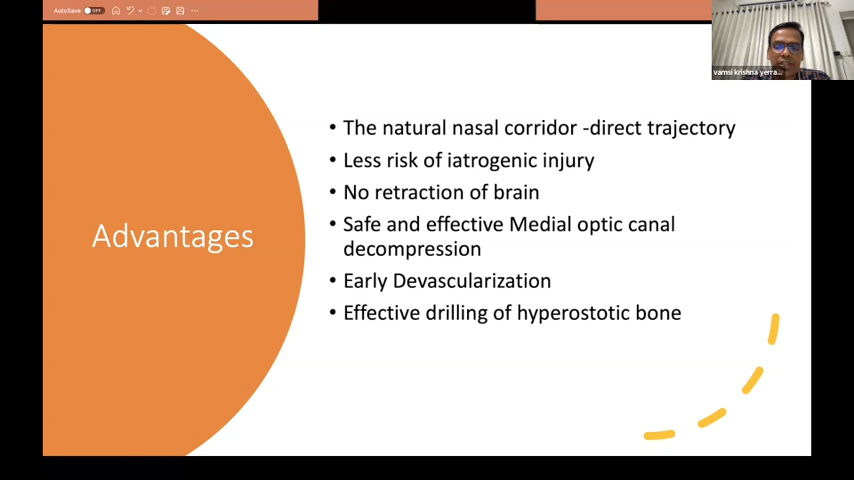 AutoSave OFF
vamsi krishna yerra...
Advantages
• The natural nasal corridor -direct trajectory
• Less risk of iatrogenic injury
• No retraction of brain
• Safe and effective Medial optic canal
decompression
• Early Devascularization
• Effective drilling of hyperostotic bone